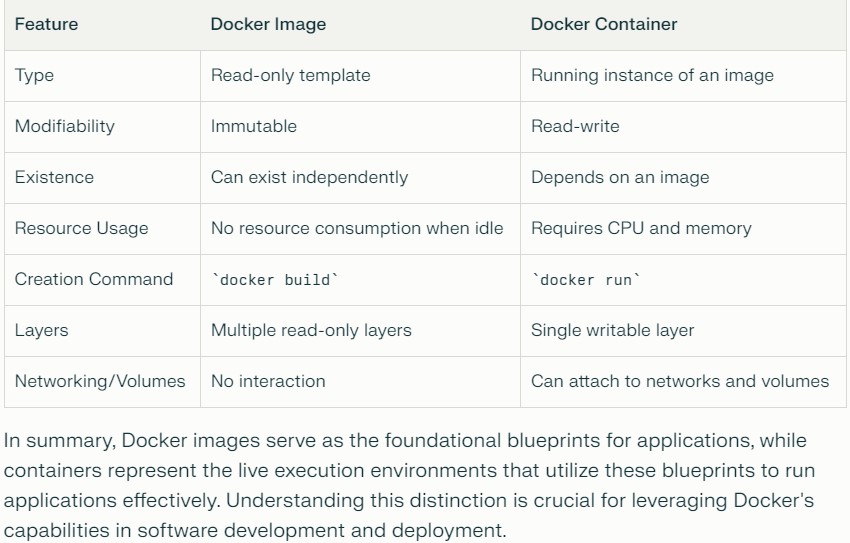 Feature Docker Image Docker Container
Type Read-only template Running instance of an image
Modifiability Immutable Read-write
Existence Can exist independently Depends on an image
Resource Usage No resource consumption when idle Requires CPU and memory
Creation Command `docker build` `docker run`
Layers Multiple read-only layers Single writable layer
Networking/Volumes No interaction Can attach to networks and volumes
In summary, Docker images serve as the foundational blueprints for applications, while
containers represent the live execution environments that utilize these blueprints to run
applications effectively. Understanding this distinction is crucial for leveraging Docker's
capabilities in software development and deployment.